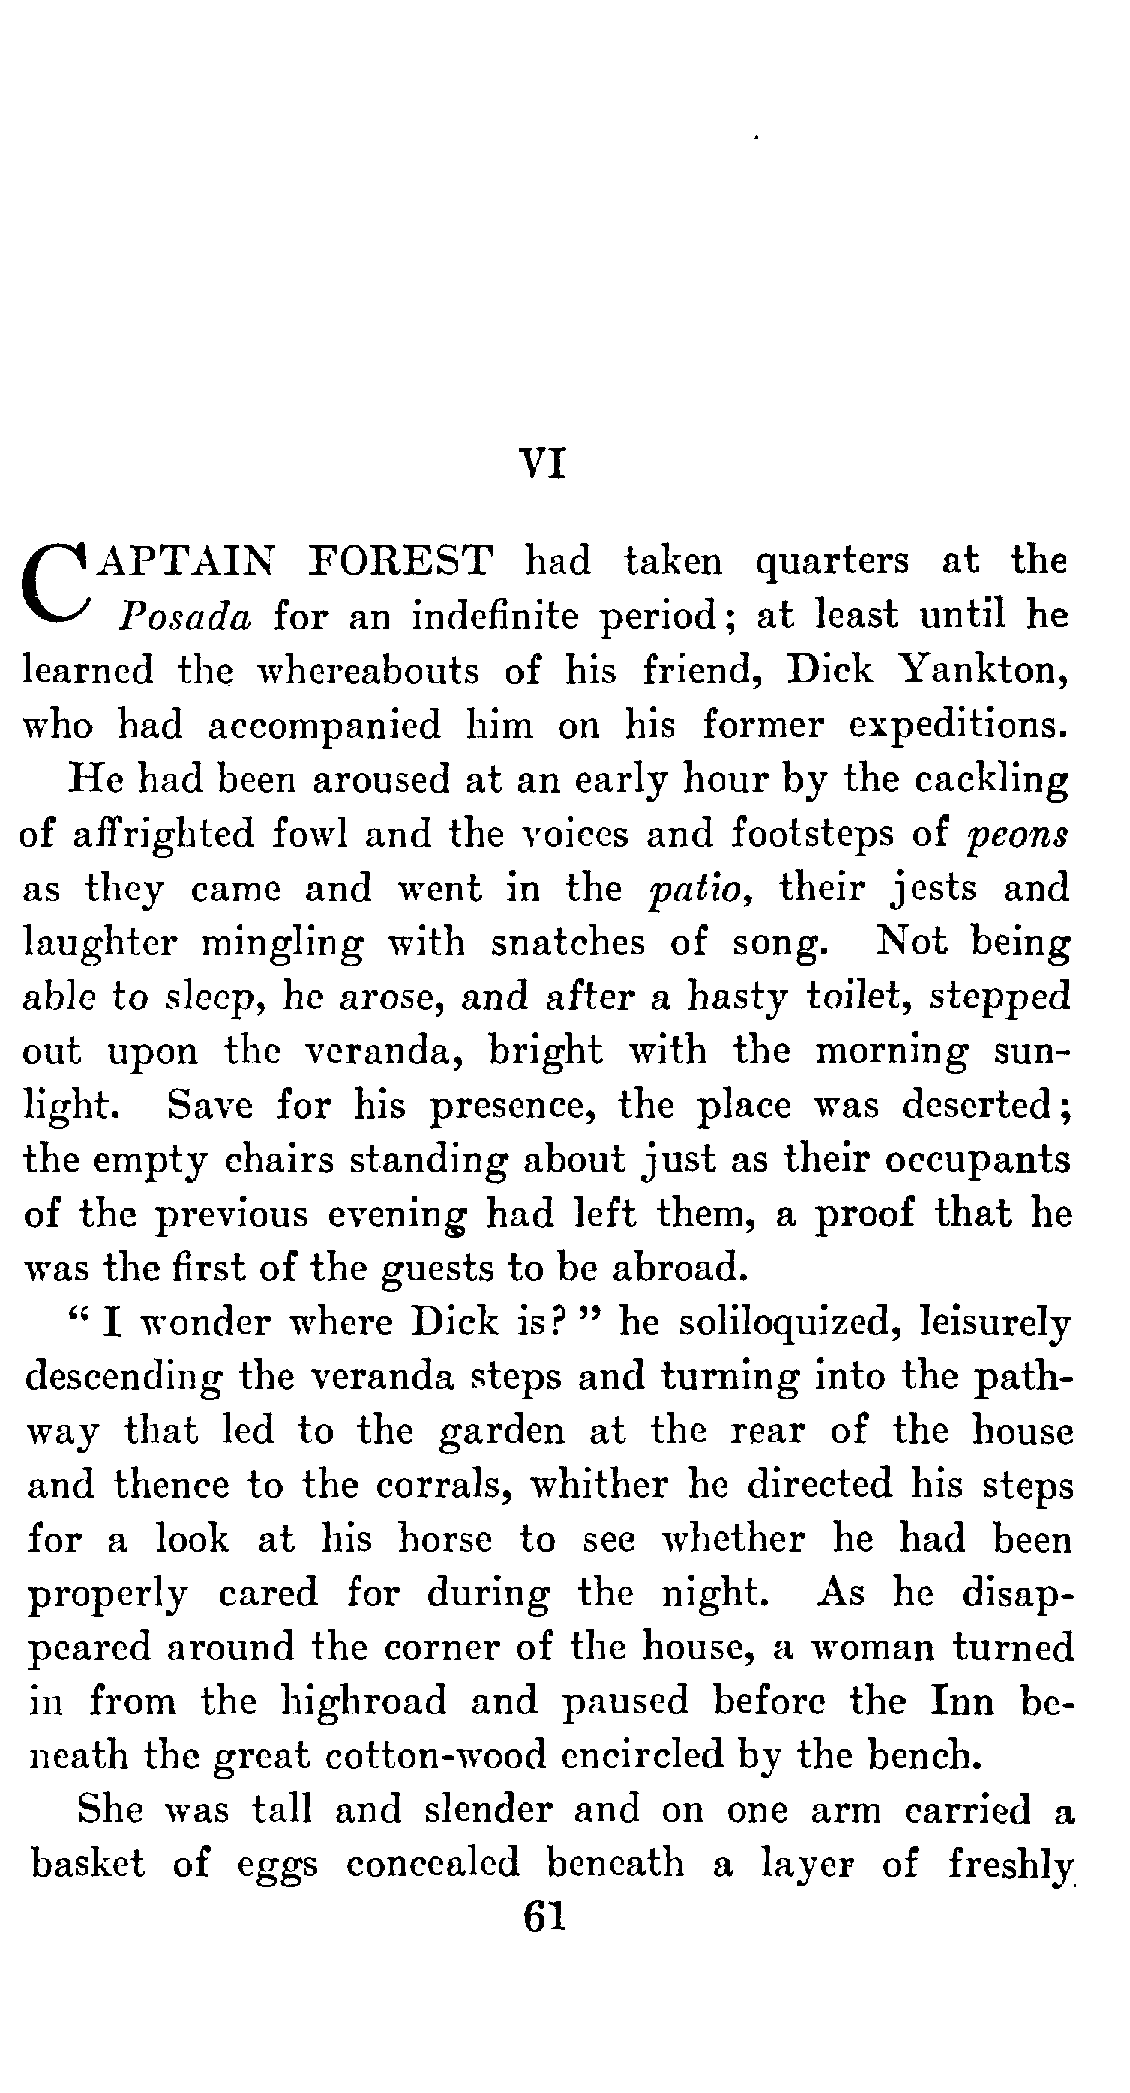 VI
CAPTAIN FOREST had taken quarters at the
Posada for an indefinite period; at least until he
learned the whereabouts of his friend, Dick Yankton,
who had accompanied him on his former expeditions.
He had been aroused at an early hour by the cackling
of affrighted fowl and the voices and footsteps of peons
as they came and went in the patio, their jests and
laughter mingling with snatches of song. Not being
able to sleep, he arose, and after a hasty toilet, stepped
out upon the veranda, bright with the morning sun-
light. Save for his presence, the place was deserted;
the empty chairs standing about just as their occupants
of the previous evening had left them, a proof that he
was the first of the guests to be abroad.
" I wonder where Dick is? " he soliloquized, leisurely
descending the veranda steps and turning into the path-
way that led to the garden at the rear of the house
and thence to the corrals, whither he directed his steps
for a look at his horse to see whether he had been
properly cared for during the night. As he disap-
peared around the corner of the house, a woman turned
in from the highroad and paused before the Inn be-
neath the great cotton-wood encircled by the bench.
She was tall and slender and on one arm carried a
basket of eggs concealed beneath a layer of freshly
61